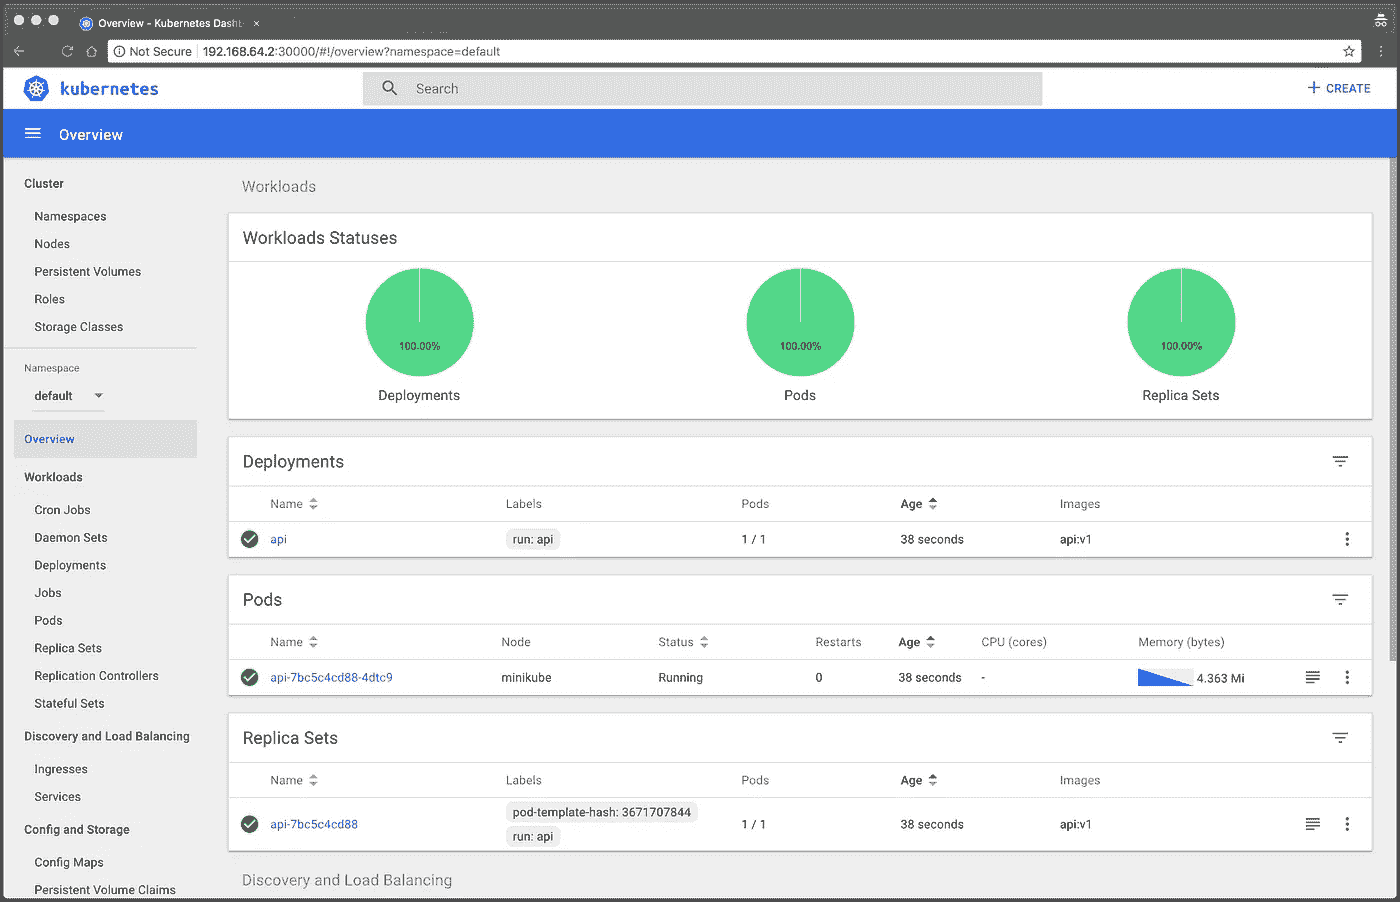 Overview - Kubernetes Dasht
Not Secure 192.168.64.2:30000/#!/overview?namespace=default
kubernetes
Search
+ CREATE
Overview
Cluster
Namespaces
Nodes
Persistent Volumes
Roles
Storage Classes
Namespace
default
Overview
Workloads
Cron Jobs
Daemon Sets
Deployments
Jobs
Pods
Replica Sets
Replication Controllers
Stateful Sets
Discovery and Load Balancing
Ingresses
Services
Config and Storage
Config Maps
Persistent Volume Claims
Workloads
Workloads Statuses
100.00% 100.00% 100.00%
Deployments Pods Replica Sets
Deployments
Name Labels Pods Age Images
api run: api 1 / 1 38 seconds api:v1
Pods
Name Node Status Restarts Age CPU (cores) Memory (bytes)
api-7bc5c4cd88-4dtc9 minikube Running 0 38 seconds - 4.363 Mi
Replica Sets
Name Labels Pods Age Images
api-7bc5c4cd88 pod-template-hash: 3671707844 1 / 1 38 seconds api:v1
run: api
Discovery and Load Balancing